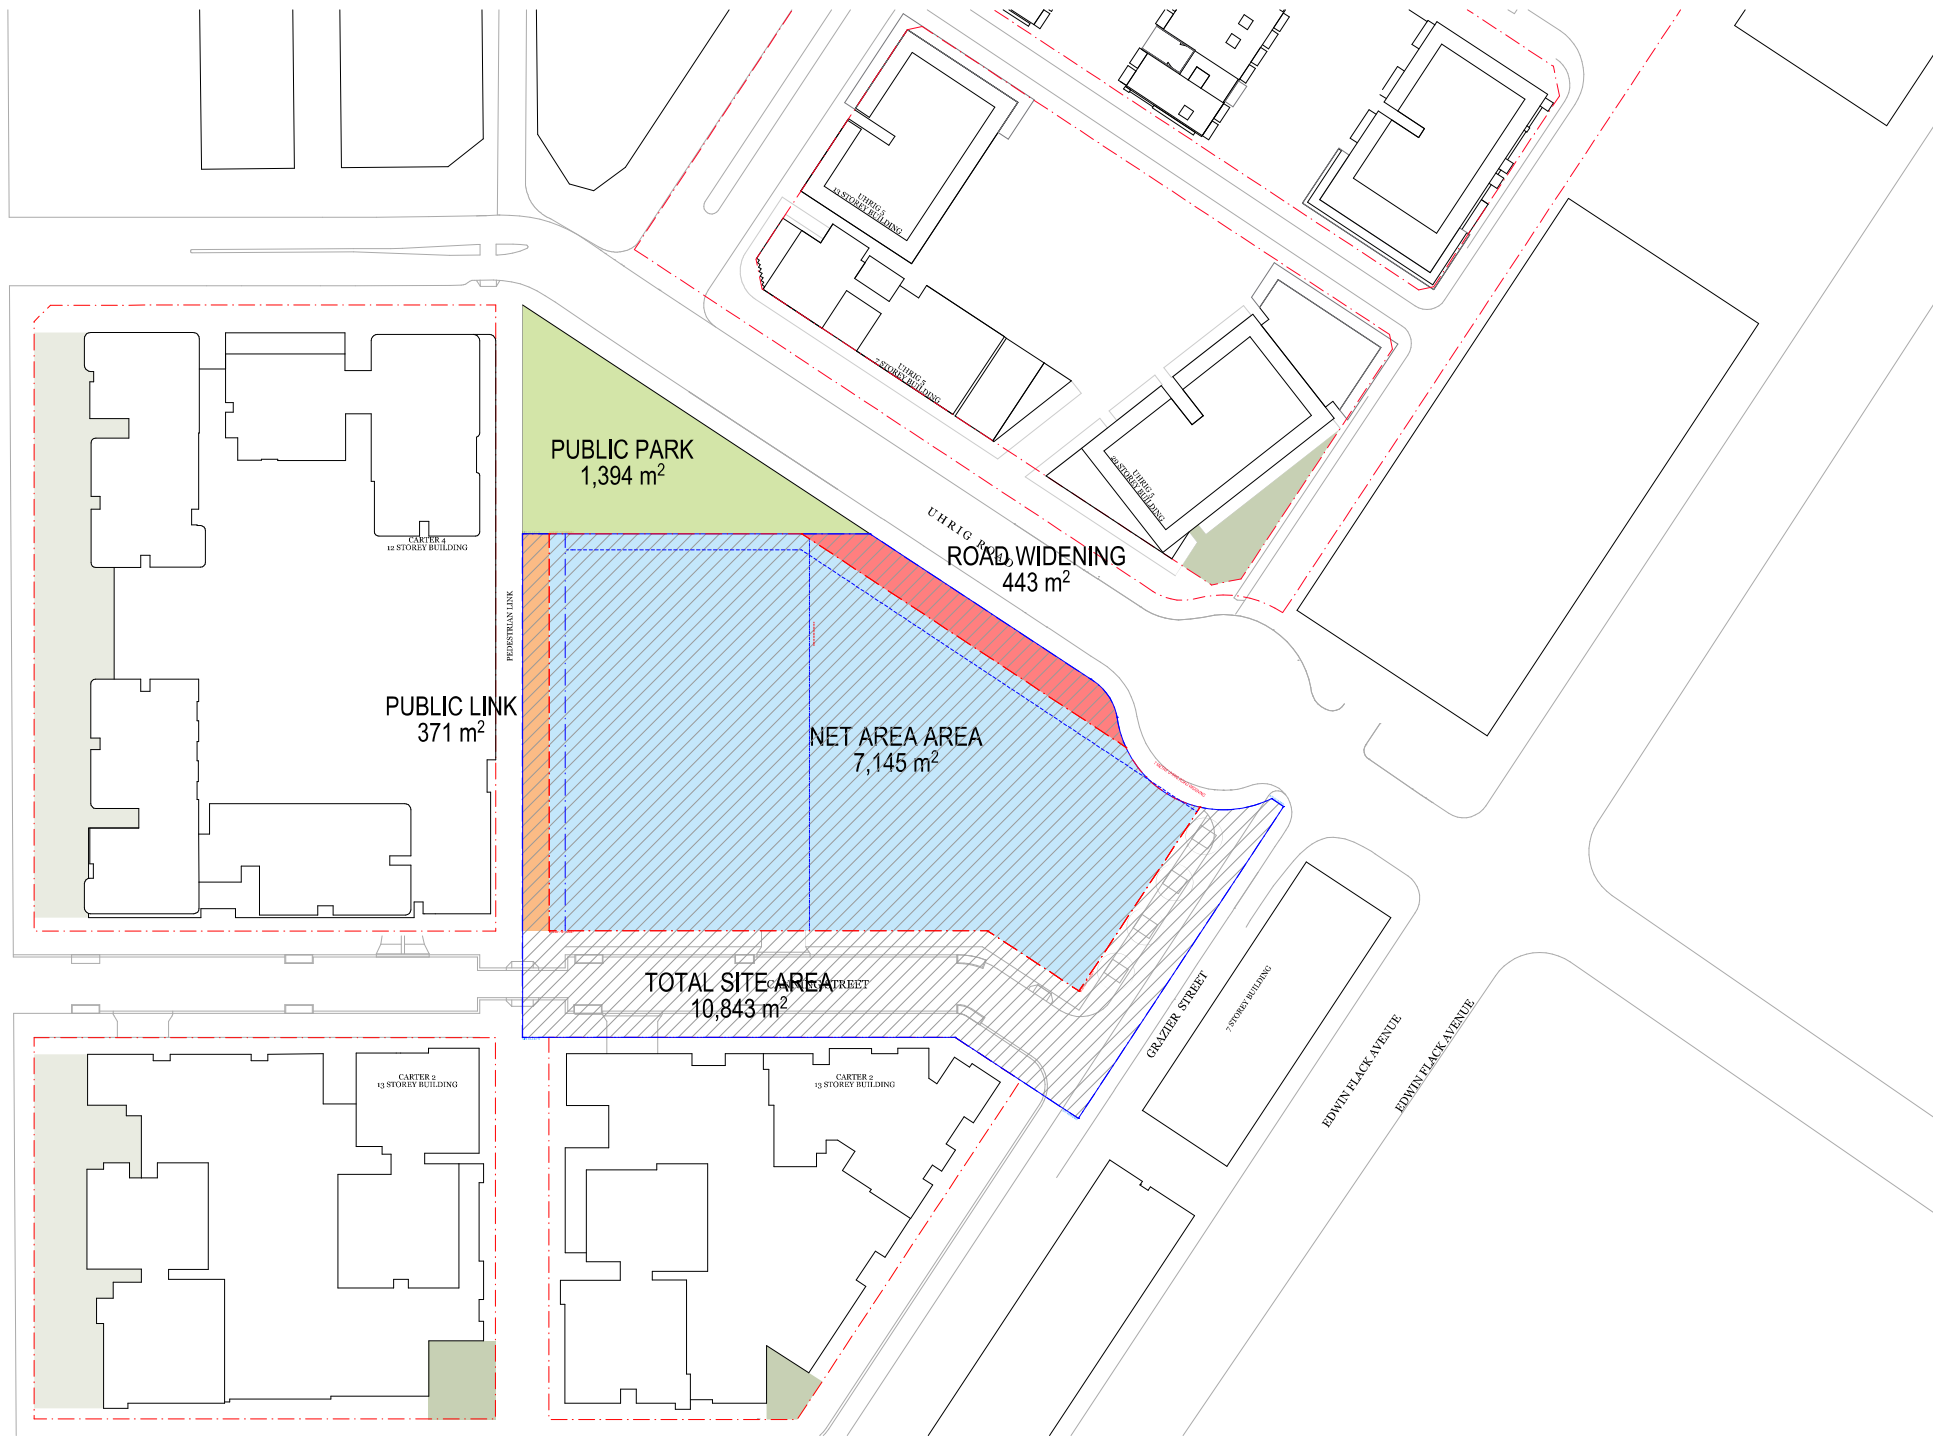 UHRIG 5
13 STOREY BUILDING
UHRIG 5
7 STOREY BUILDING
PUBLIC PARK
1,394 m²
UHRIG 5
20 STOREY BUILDING
UHRIG ROAD
ROAD WIDENING
443 m²
CARTER 4
12 STOREY BUILDING
PEDESTRIAN LINK
PUBLIC LINK
371 m²
NET AREA AREA
7,145 m²
TOTAL SITE AREA
10,843 m²
STREET
GRAZIER STREET
7 STOREY BUILDING
EDWIN FLACK AVENUE
EDWIN FLACK AVENUE
CARTER 2
13 STOREY BUILDING
CARTER 2
13 STOREY BUILDING